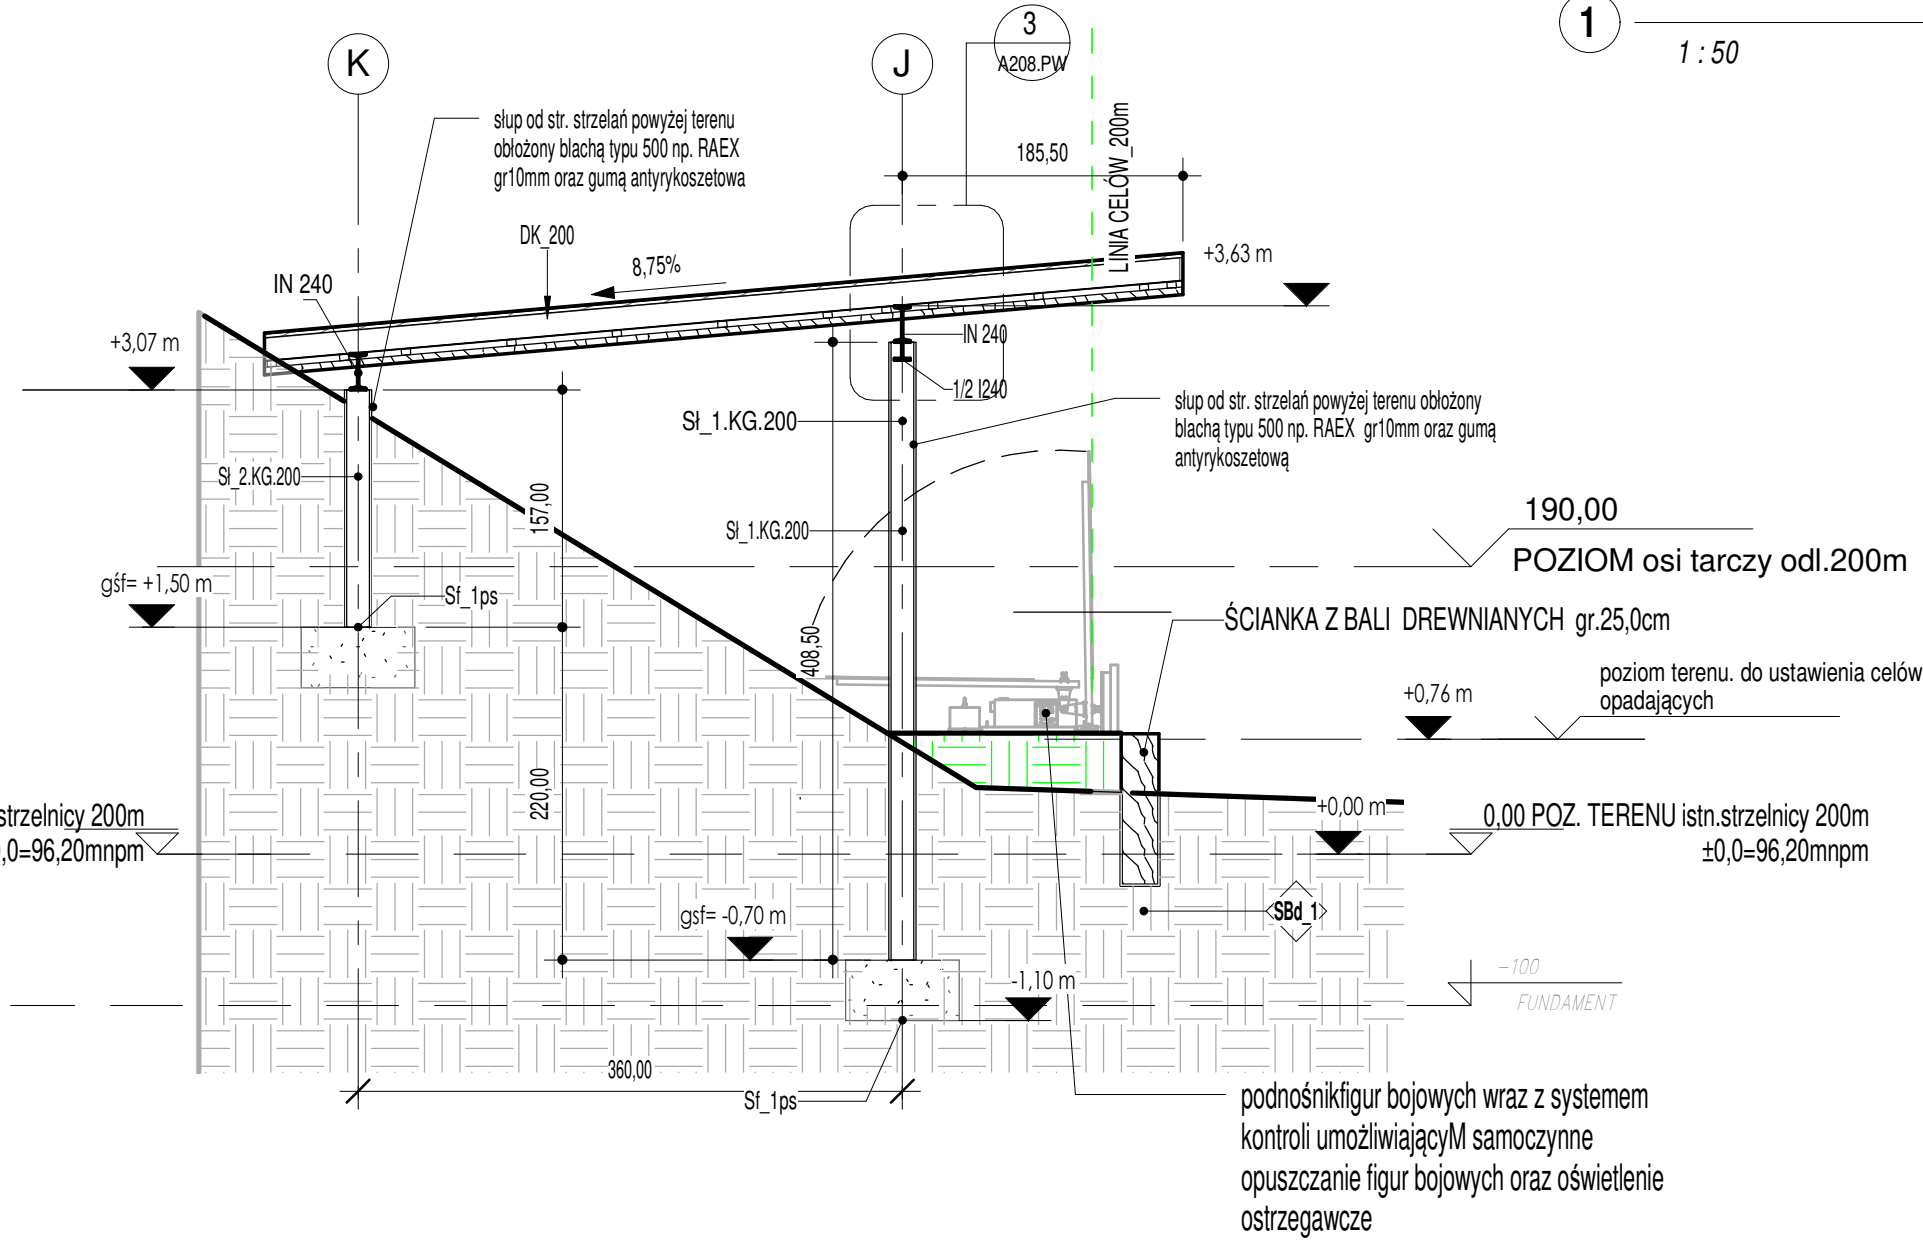 1
1 : 50
K
J
3
A208.PW
słup od str. strzelań powyżej terenu
obłożony blachą typu 500 np. RAEX
gr10mm oraz gumą antyrykoszetowa
185,50
LINIA CELÓW_200m
DK_200
8,75%
IN 240
+3,63 m
+3,07 m
IN 240
1/2 I240
Sł_1.KG.200
słup od str. strzelań powyżej terenu obłożony
blachą typu 500 np. RAEX gr10mm oraz gumą
antyrykoszetową
Sł_2.KG.200
157,00
Sł_1.KG.200
190,00
POZIOM osi tarczy odl.200m
gśf= +1,50 m
Sf_1ps
408,50
ŚCIANKA Z BALI DREWNIANYCH gr.25,0cm
poziom terenu. do ustawienia celów
opadających
+0,76 m
220,00
strzelnicy 200m
,0=96,20mnpm
+0,00 m
0,00 POZ. TERENU istn.strzelnicy 200m
±0,0=96,20mnpm
gsf= -0,70 m
SBd_1
-1,10 m
-100
FUNDAMENT
360,00
Sf_1ps
podnośnikfigur bojowych wraz z systemem
kontroli umożliwiającyM samoczynne
opuszczanie figur bojowych oraz oświetlenie
ostrzegawcze